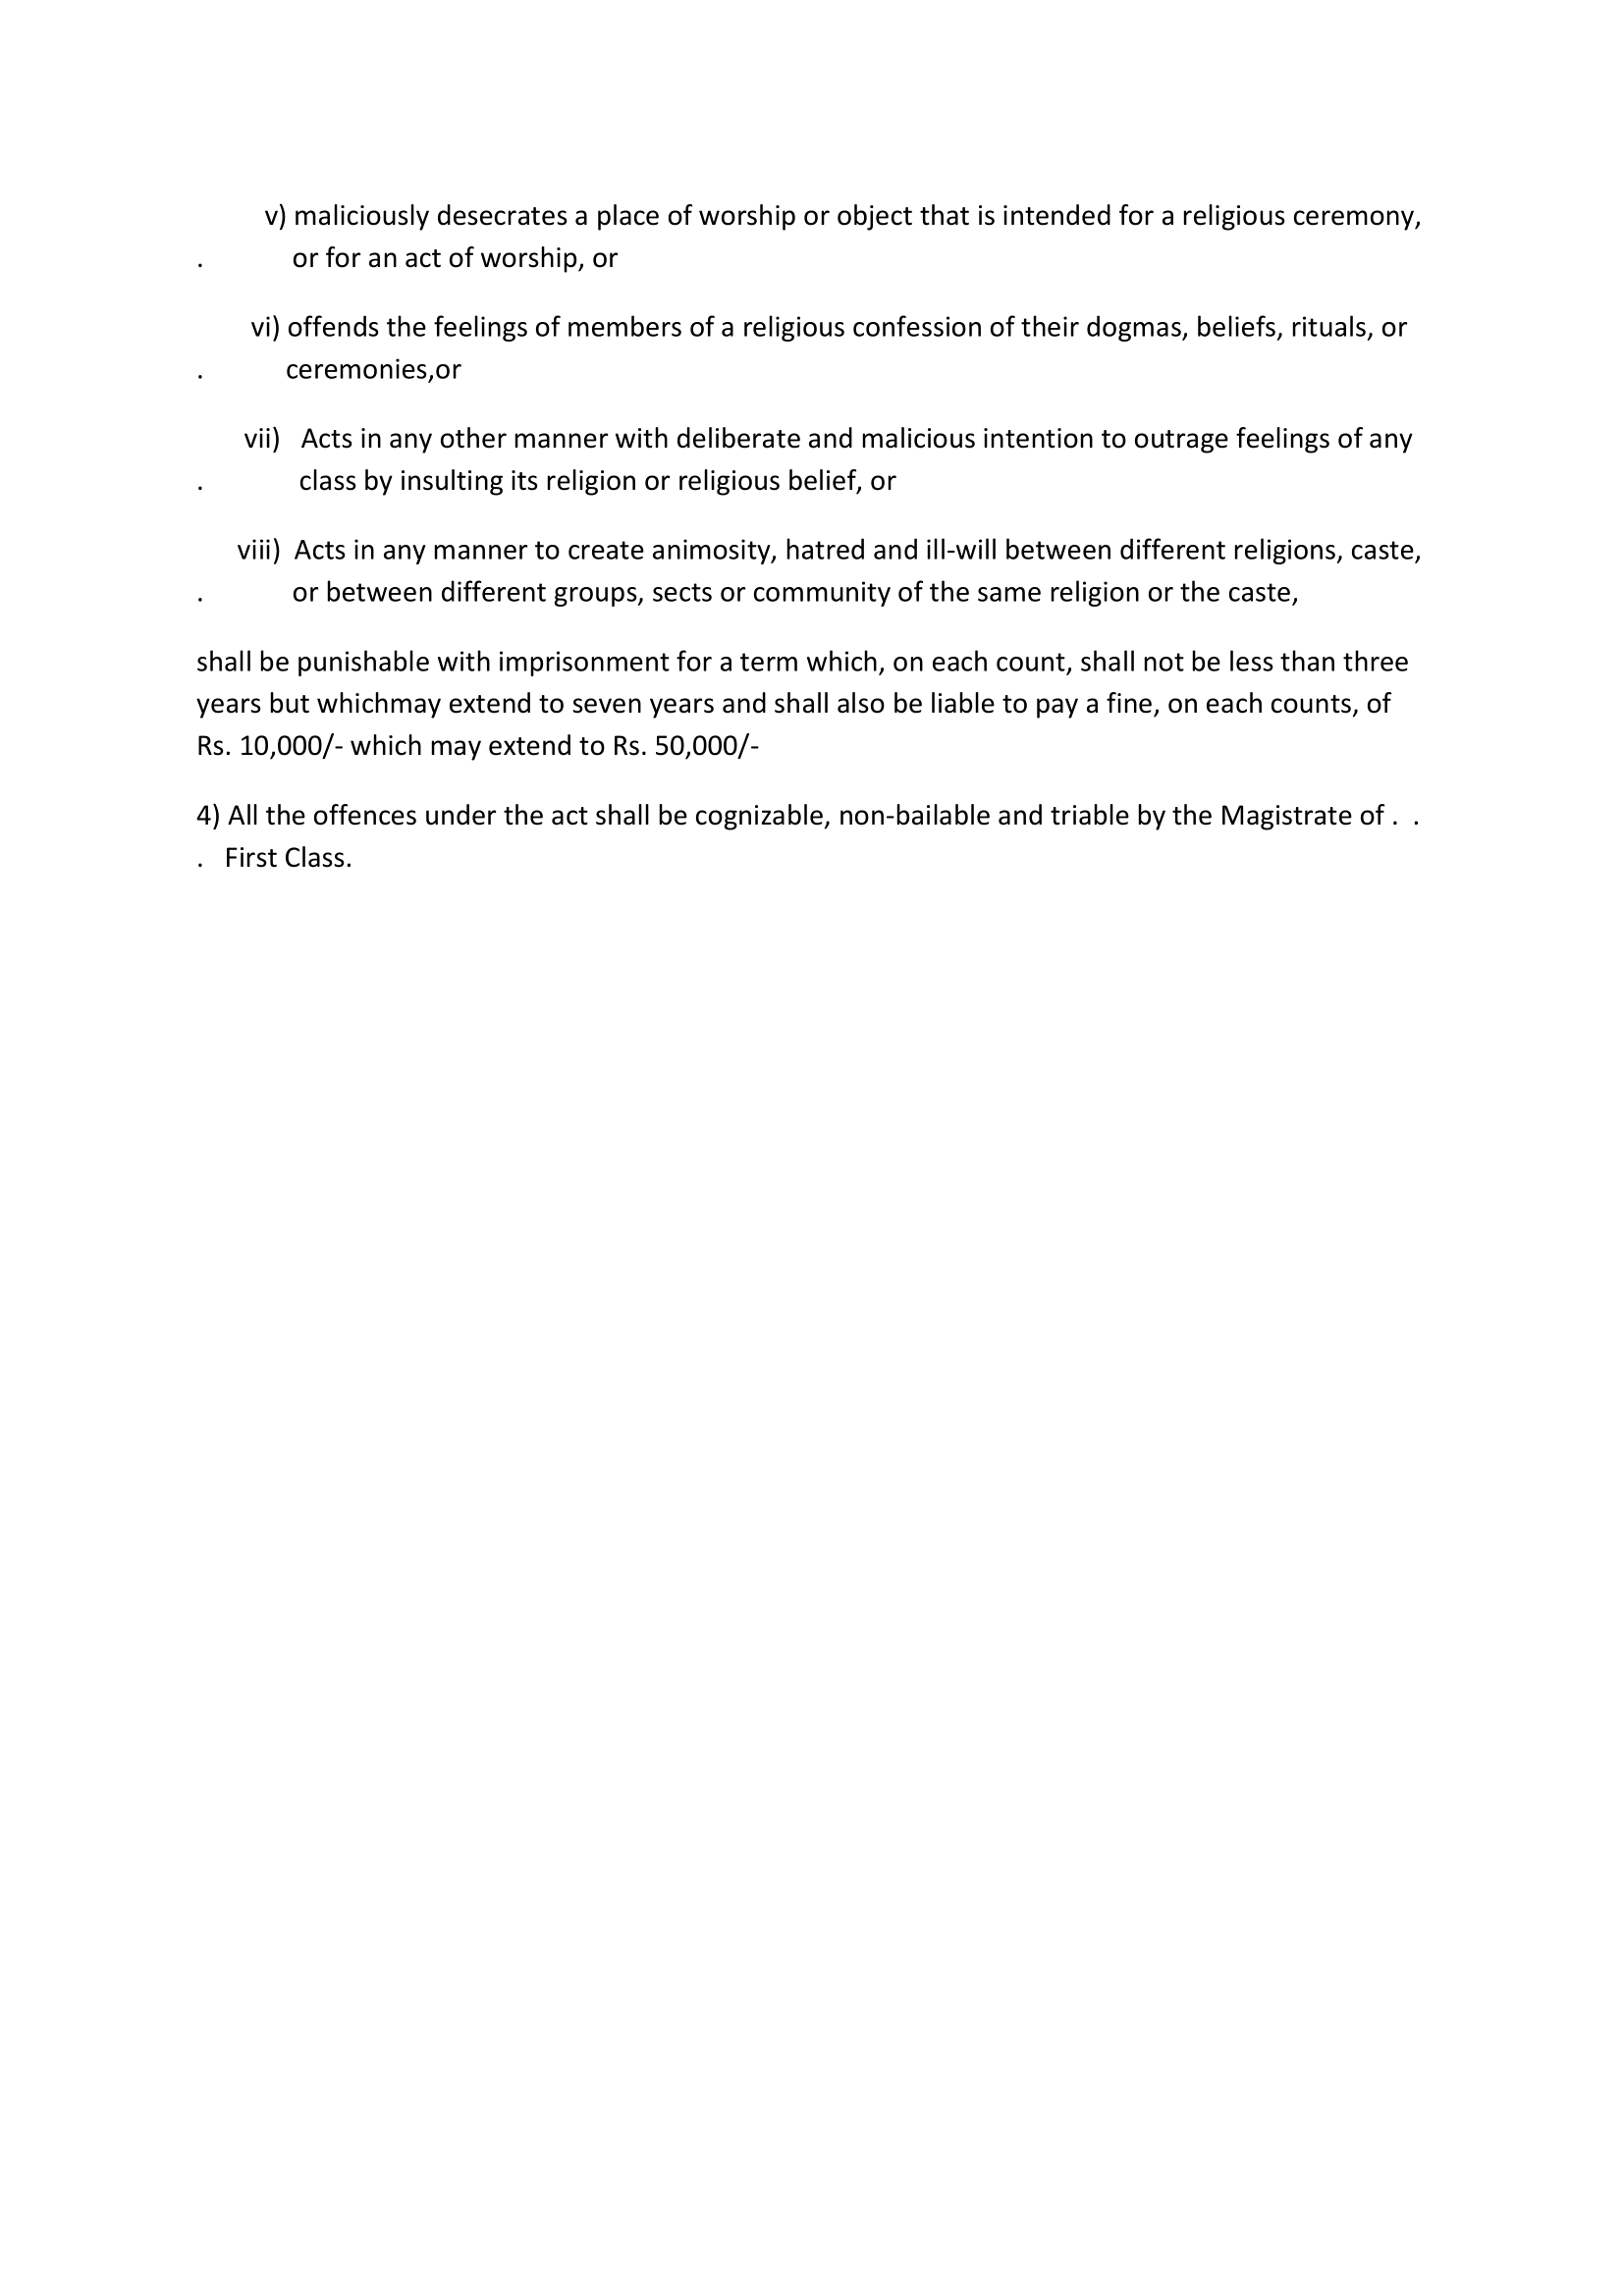 v) maliciously desecrates a place of worship or object that is intended for a religious ceremony,
. or for an act of worship, or
vi) offends the feelings of members of a religious confession of their dogmas, beliefs, rituals, or
. ceremonies,or
vii) Acts in any other manner with deliberate and malicious intention to outrage feelings of any
. class by insulting its religion or religious belief, or
viii) Acts in any manner to create animosity, hatred and ill-will between different religions, caste,
. or between different groups, sects or community of the same religion or the caste,
shall be punishable with imprisonment for a term which, on each count, shall not be less than three
years but whichmay extend to seven years and shall also be liable to pay a fine, on each counts, of
Rs. 10,000/- which may extend to Rs. 50,000/-
4) All the offences under the act shall be cognizable, non-bailable and triable by the Magistrate of . .
. First Class.